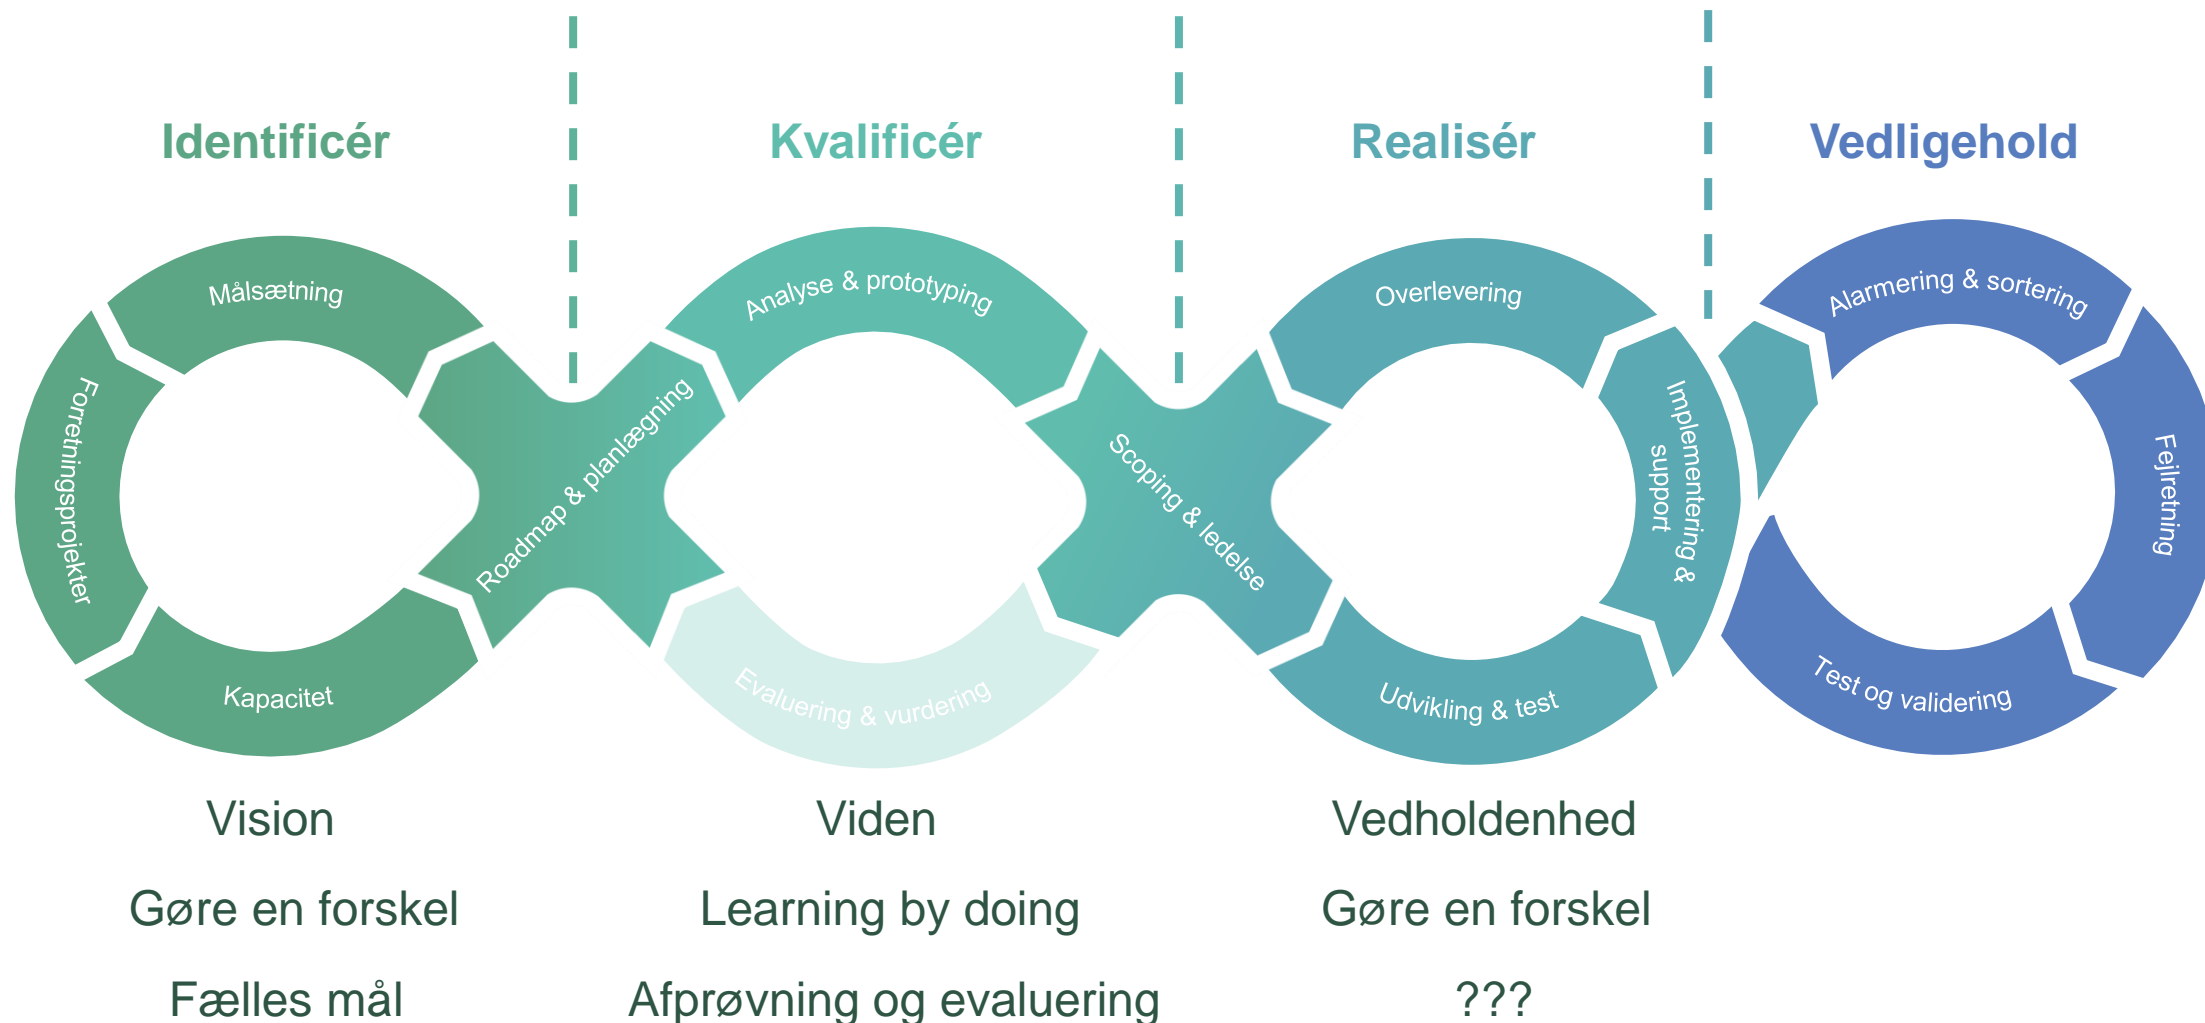 Identificér
Kvalificér
Realisér
Vedligehold
Målsætning
Forretningsprojekter
Kapacitet
Roadmap & planlægning
Analyse & prototyping
Evaluering & vurdering
Scoping & ledelse
Overlevering
Implementering &
support
Udvikling & test
Alarmering & sortering
Fejlretning
Test og validering
Vision
Viden
Vedholdenhed
Gøre en forskel
Learning by doing
Gøre en forskel
Fælles mål
Afprøvning og evaluering
???